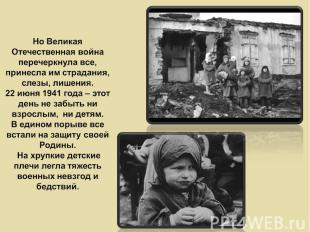 Но Великая
Отечественная война
перечеркнула все,
принесла им страдания,
слезы, лишения.
22 июня 1941 года – этот
день не забыть ни
взрослым, ни детям.
В едином порыве все
встали на защиту своей
Родины.
На хрупкие детские
плечи легла тяжесть
военных невзгод и
бедствий.
PPT4WEB.ru